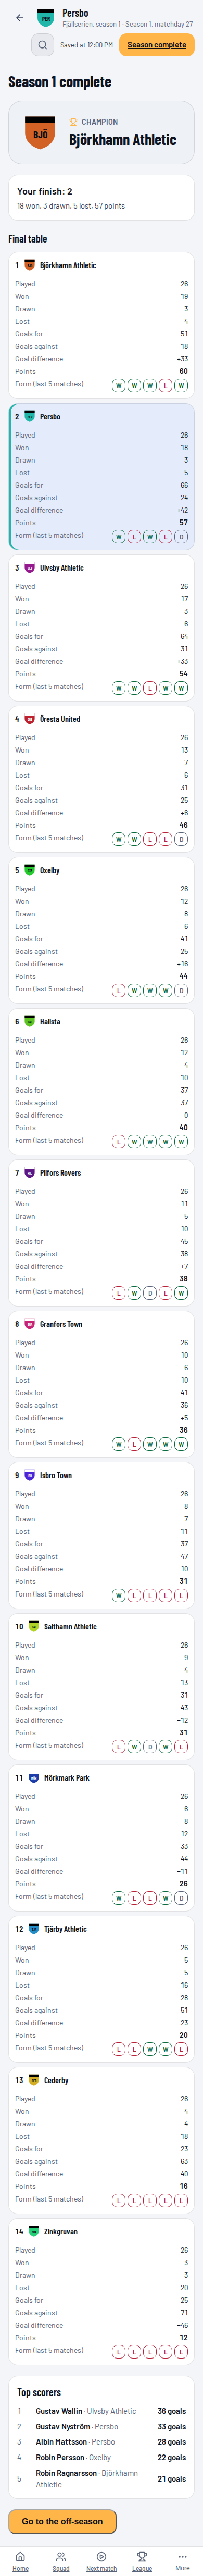 Persbo
Fjällserien, season 1 · Season 1, matchday 27
Saved at 12:00 PM
Season complete
Season 1 complete
BJÖ
CHAMPION
Björkhamn Athletic
Your finish: 2
18 won, 3 drawn, 5 lost, 57 points
Final table
1 Björkhamn Athletic
Played 26
Won 19
Drawn 3
Lost 4
Goals for 51
Goals against 18
Goal difference +33
Points 60
Form (last 5 matches) W W W L W
2 Persbo
Played 26
Won 18
Drawn 3
Lost 5
Goals for 66
Goals against 24
Goal difference +42
Points 57
Form (last 5 matches) W L W L D
3 Ulvsby Athletic
Played 26
Won 17
Drawn 3
Lost 6
Goals for 64
Goals against 31
Goal difference +33
Points 54
Form (last 5 matches) W W L W W
4 Öresta United
Played 26
Won 13
Drawn 7
Lost 6
Goals for 31
Goals against 25
Goal difference +6
Points 46
Form (last 5 matches) W W L L D
5 Oxelby
Played 26
Won 12
Drawn 8
Lost 6
Goals for 41
Goals against 25
Goal difference +16
Points 44
Form (last 5 matches) L W W W D
6 Hallsta
Played 26
Won 12
Drawn 4
Lost 10
Goals for 37
Goals against 37
Goal difference 0
Points 40
Form (last 5 matches) L W W W W
7 Pilfors Rovers
Played 26
Won 11
Drawn 5
Lost 10
Goals for 45
Goals against 38
Goal difference +7
Points 38
Form (last 5 matches) L W D L W
8 Granfors Town
Played 26
Won 10
Drawn 6
Lost 10
Goals for 41
Goals against 36
Goal difference +5
Points 36
Form (last 5 matches) W L W W W
9 Isbro Town
Played 26
Won 8
Drawn 7
Lost 11
Goals for 37
Goals against 47
Goal difference −10
Points 31
Form (last 5 matches) W L L L L
10 Salthamn Athletic
Played 26
Won 9
Drawn 4
Lost 13
Goals for 31
Goals against 43
Goal difference −12
Points 31
Form (last 5 matches) L W D W L
11 Mörkmark Park
Played 26
Won 6
Drawn 8
Lost 12
Goals for 33
Goals against 44
Goal difference −11
Points 26
Form (last 5 matches) W L L W D
12 Tjärby Athletic
Played 26
Won 5
Drawn 5
Lost 16
Goals for 28
Goals against 51
Goal difference −23
Points 20
Form (last 5 matches) L L W W L
13 Cederby
Played 26
Won 4
Drawn 4
Lost 18
Goals for 23
Goals against 63
Goal difference −40
Points 16
Form (last 5 matches) L L L L L
14 Zinkgruvan
Played 26
Won 3
Drawn 3
Lost 20
Goals for 25
Goals against 71
Goal difference −46
Points 12
Form (last 5 matches) L L L L L
Top scorers
1 Gustav Wallin · Ulvsby Athletic 36 goals
2 Gustav Nyström · Persbo 33 goals
3 Albin Mattsson · Persbo 28 goals
4 Robin Persson · Oxelby 22 goals
5 Robin Ragnarsson · Björkhamn Athletic 21 goals
Go to the off-season
Home Squad Next match League More